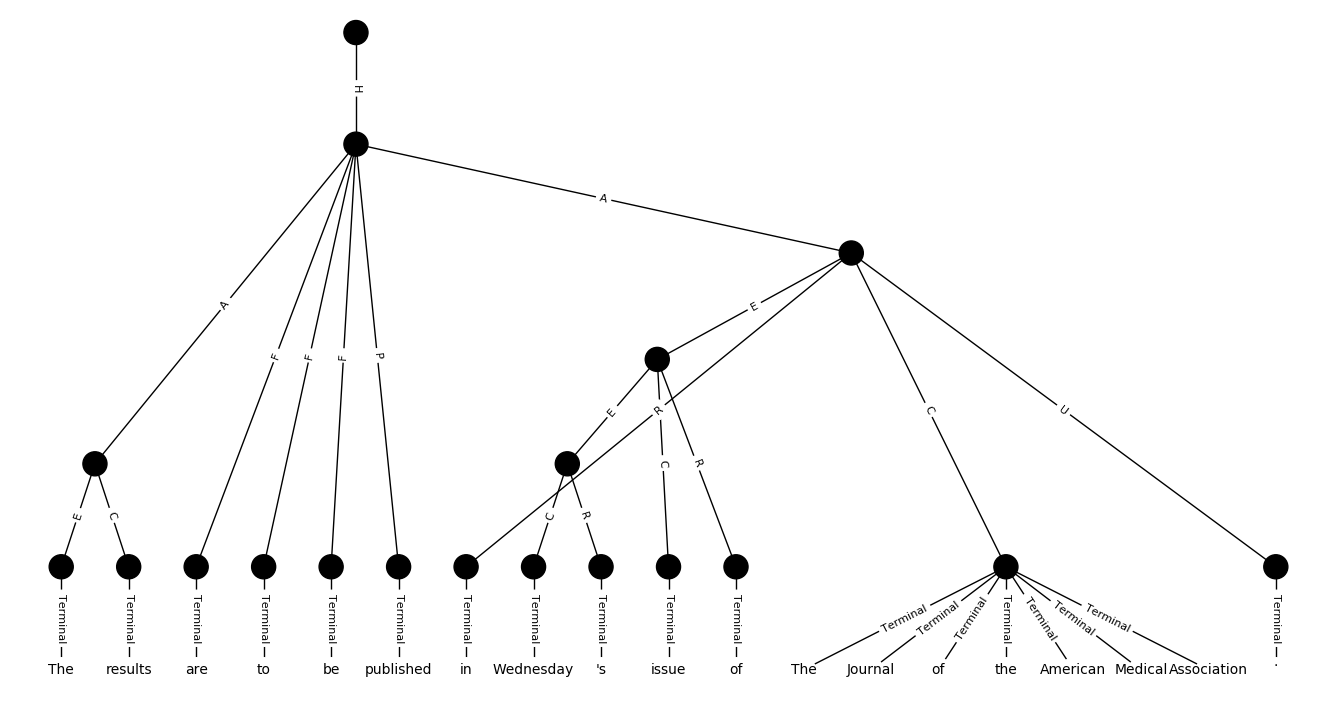 H
A
A
E
F
F
F
P
E
R
C
U
E
C
R
E
C
C
R
Terminal Terminal Terminal Terminal Terminal Terminal Terminal Terminal Terminal Terminal Terminal Terminal Terminal Terminal Terminal Terminal Terminal Terminal Terminal
The results are to be published in Wednesday 's issue of The Journal of the American Medical Association .